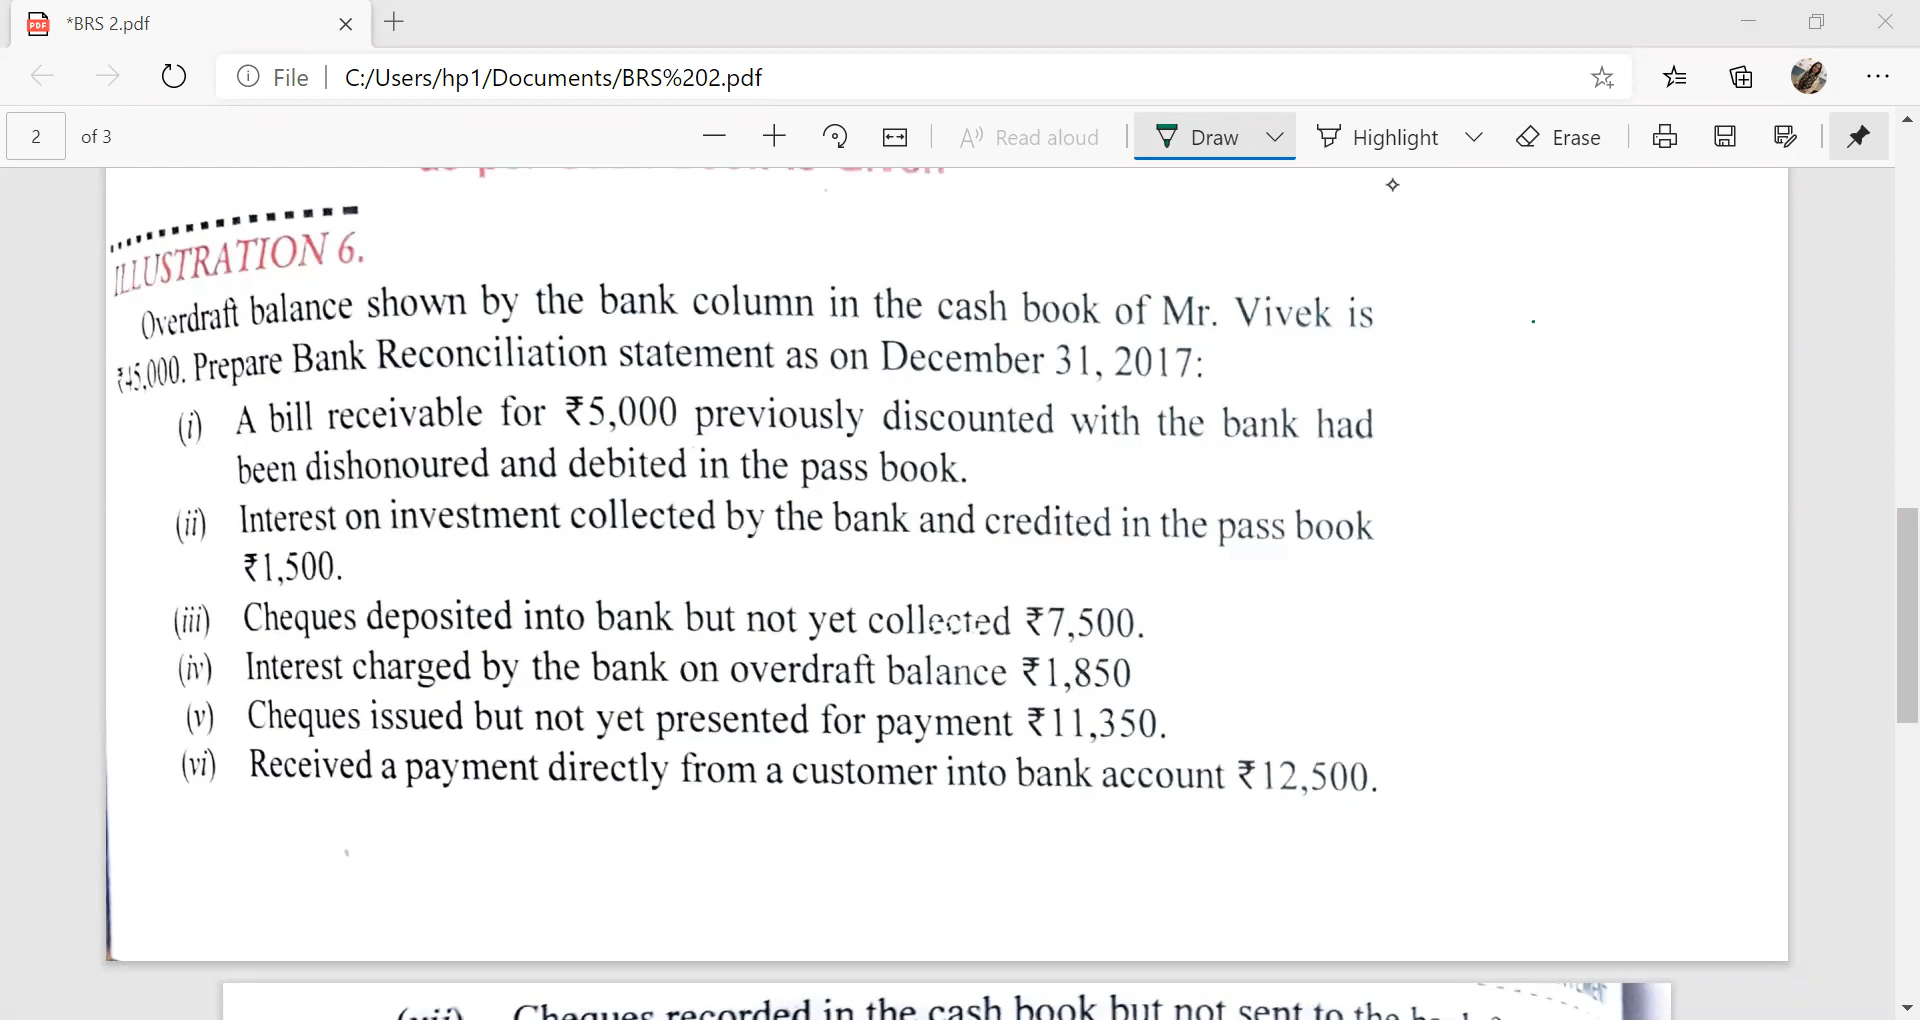 *BRS 2.pdf
File | C:/Users/hp1/Documents/BRS%202.pdf
2 of 3 Read aloud Draw Highlight Erase
ILLUSTRATION 6.
Overdraft balance shown by the bank column in the cash book of Mr. Vivek is
₹45,000. Prepare Bank Reconciliation statement as on December 31, 2017:
(i) A bill receivable for ₹5,000 previously discounted with the bank had
been dishonoured and debited in the pass book.
(ii) Interest on investment collected by the bank and credited in the pass book
₹1,500.
(iii) Cheques deposited into bank but not yet collected ₹7,500.
(iv) Interest charged by the bank on overdraft balance ₹1,850
(v) Cheques issued but not yet presented for payment ₹11,350.
(vi) Received a payment directly from a customer into bank account ₹12,500.
(vii) Cheques recorded in the cash book but not sent to the